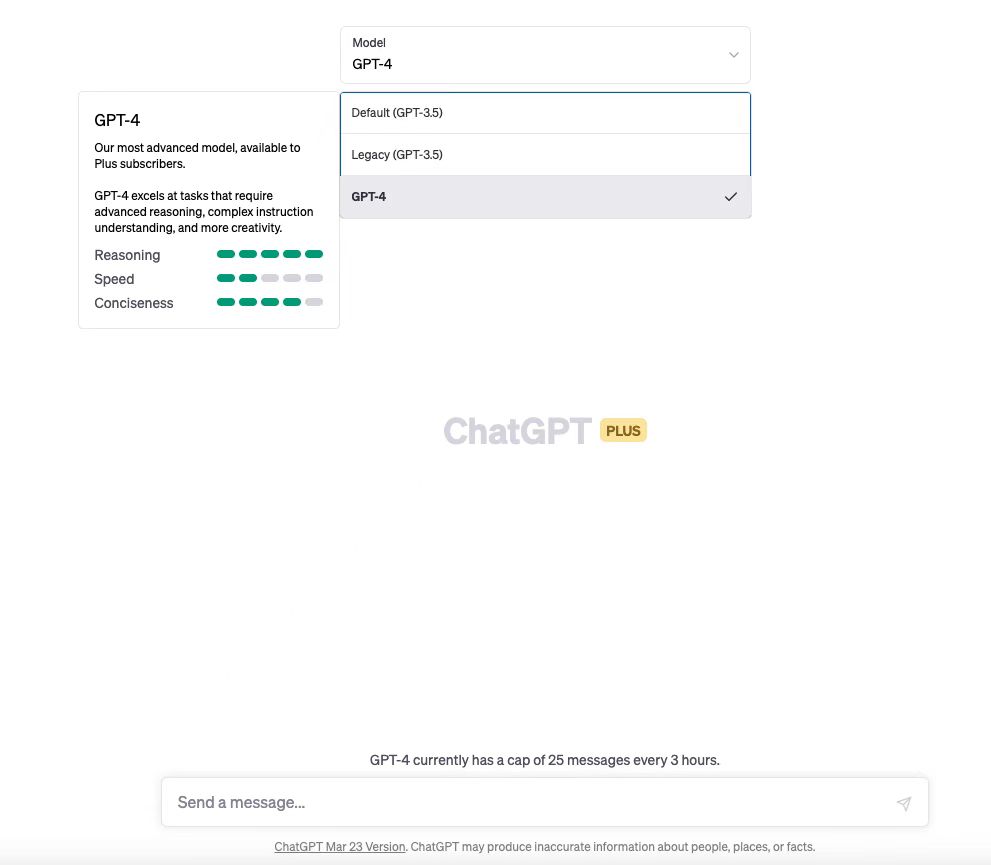 Model
GPT-4
Default (GPT-3.5)
Legacy (GPT-3.5)
GPT-4
GPT-4
Our most advanced model, available to
Plus subscribers.
GPT-4 excels at tasks that require
advanced reasoning, complex instruction
understanding, and more creativity.
Reasoning
Speed
Conciseness
ChatGPT PLUS
GPT-4 currently has a cap of 25 messages every 3 hours.
Send a message...
ChatGPT Mar 23 Version. ChatGPT may produce inaccurate information about people, places, or facts.